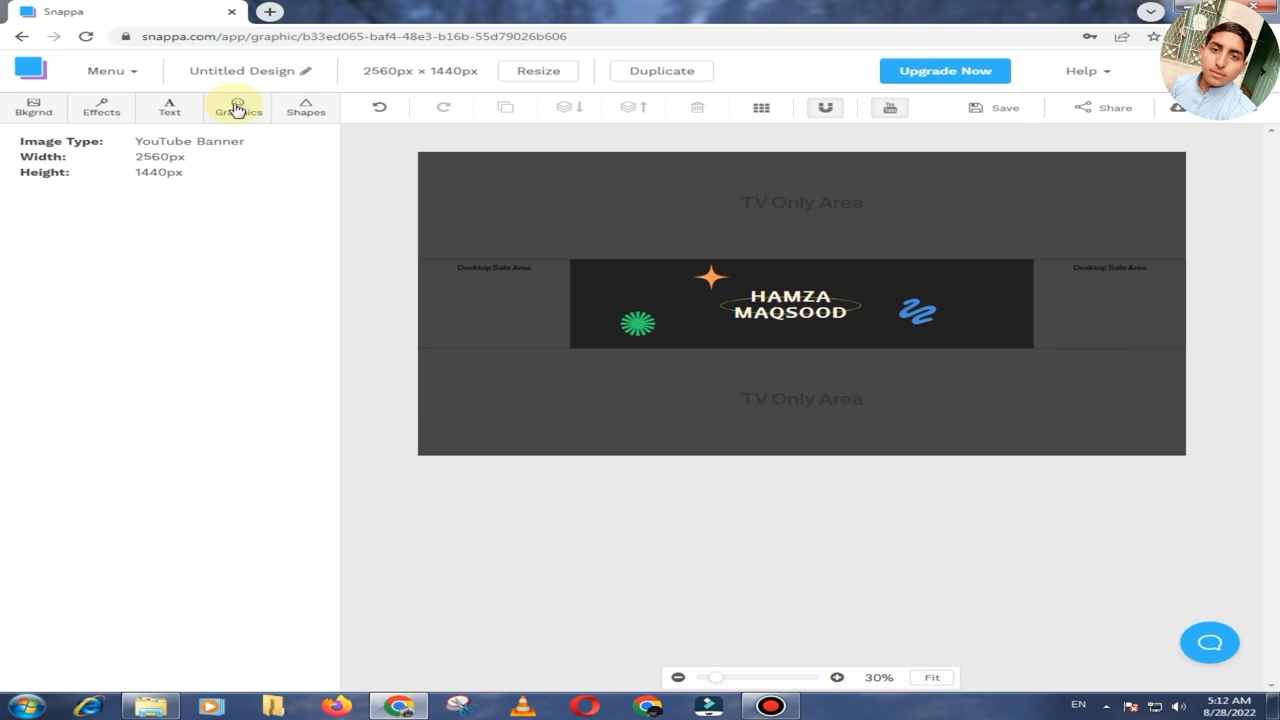 Snappa
snappa.com/app/graphic/b33ed065-baf4-48e3-b16b-55d79026b606
Menu
Untitled Design
2560px × 1440px
Resize
Duplicate
Upgrade Now
Help
Bkgrnd
Effects
Text
Graphics
Shapes
Save
Share
Image Type: YouTube Banner
Width: 2560px
Height: 1440px
TV Only Area
Desktop Safe Area
Desktop Safe Area
HAMZA
MAQSOOD
TV Only Area
30%
Fit
EN
5:12 AM
8/28/2022